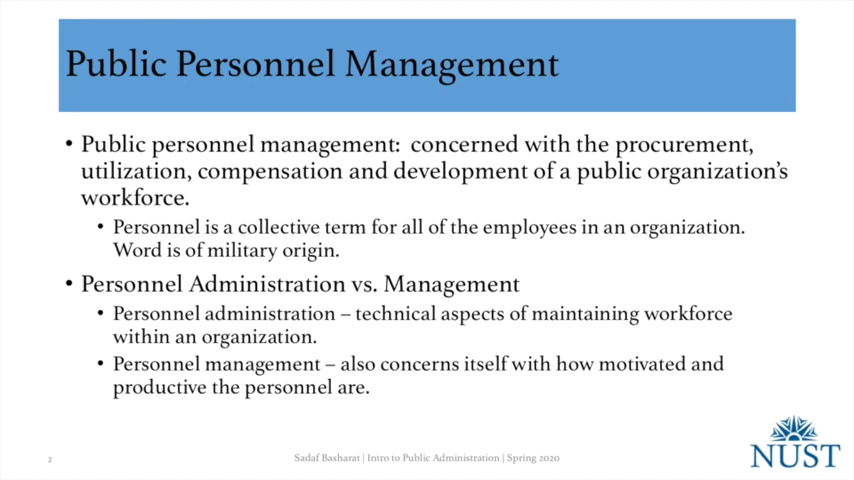 Public Personnel Management
• Public personnel management: concerned with the procurement,
utilization, compensation and development of a public organization's
workforce.
• Personnel is a collective term for all of the employees in an organization.
Word is of military origin.
• Personnel Administration vs. Management
• Personnel administration – technical aspects of maintaining workforce
within an organization.
• Personnel management – also concerns itself with how motivated and
productive the personnel are.
2
Sadaf Basharat | Intro to Public Administration | Spring 2020
NUST